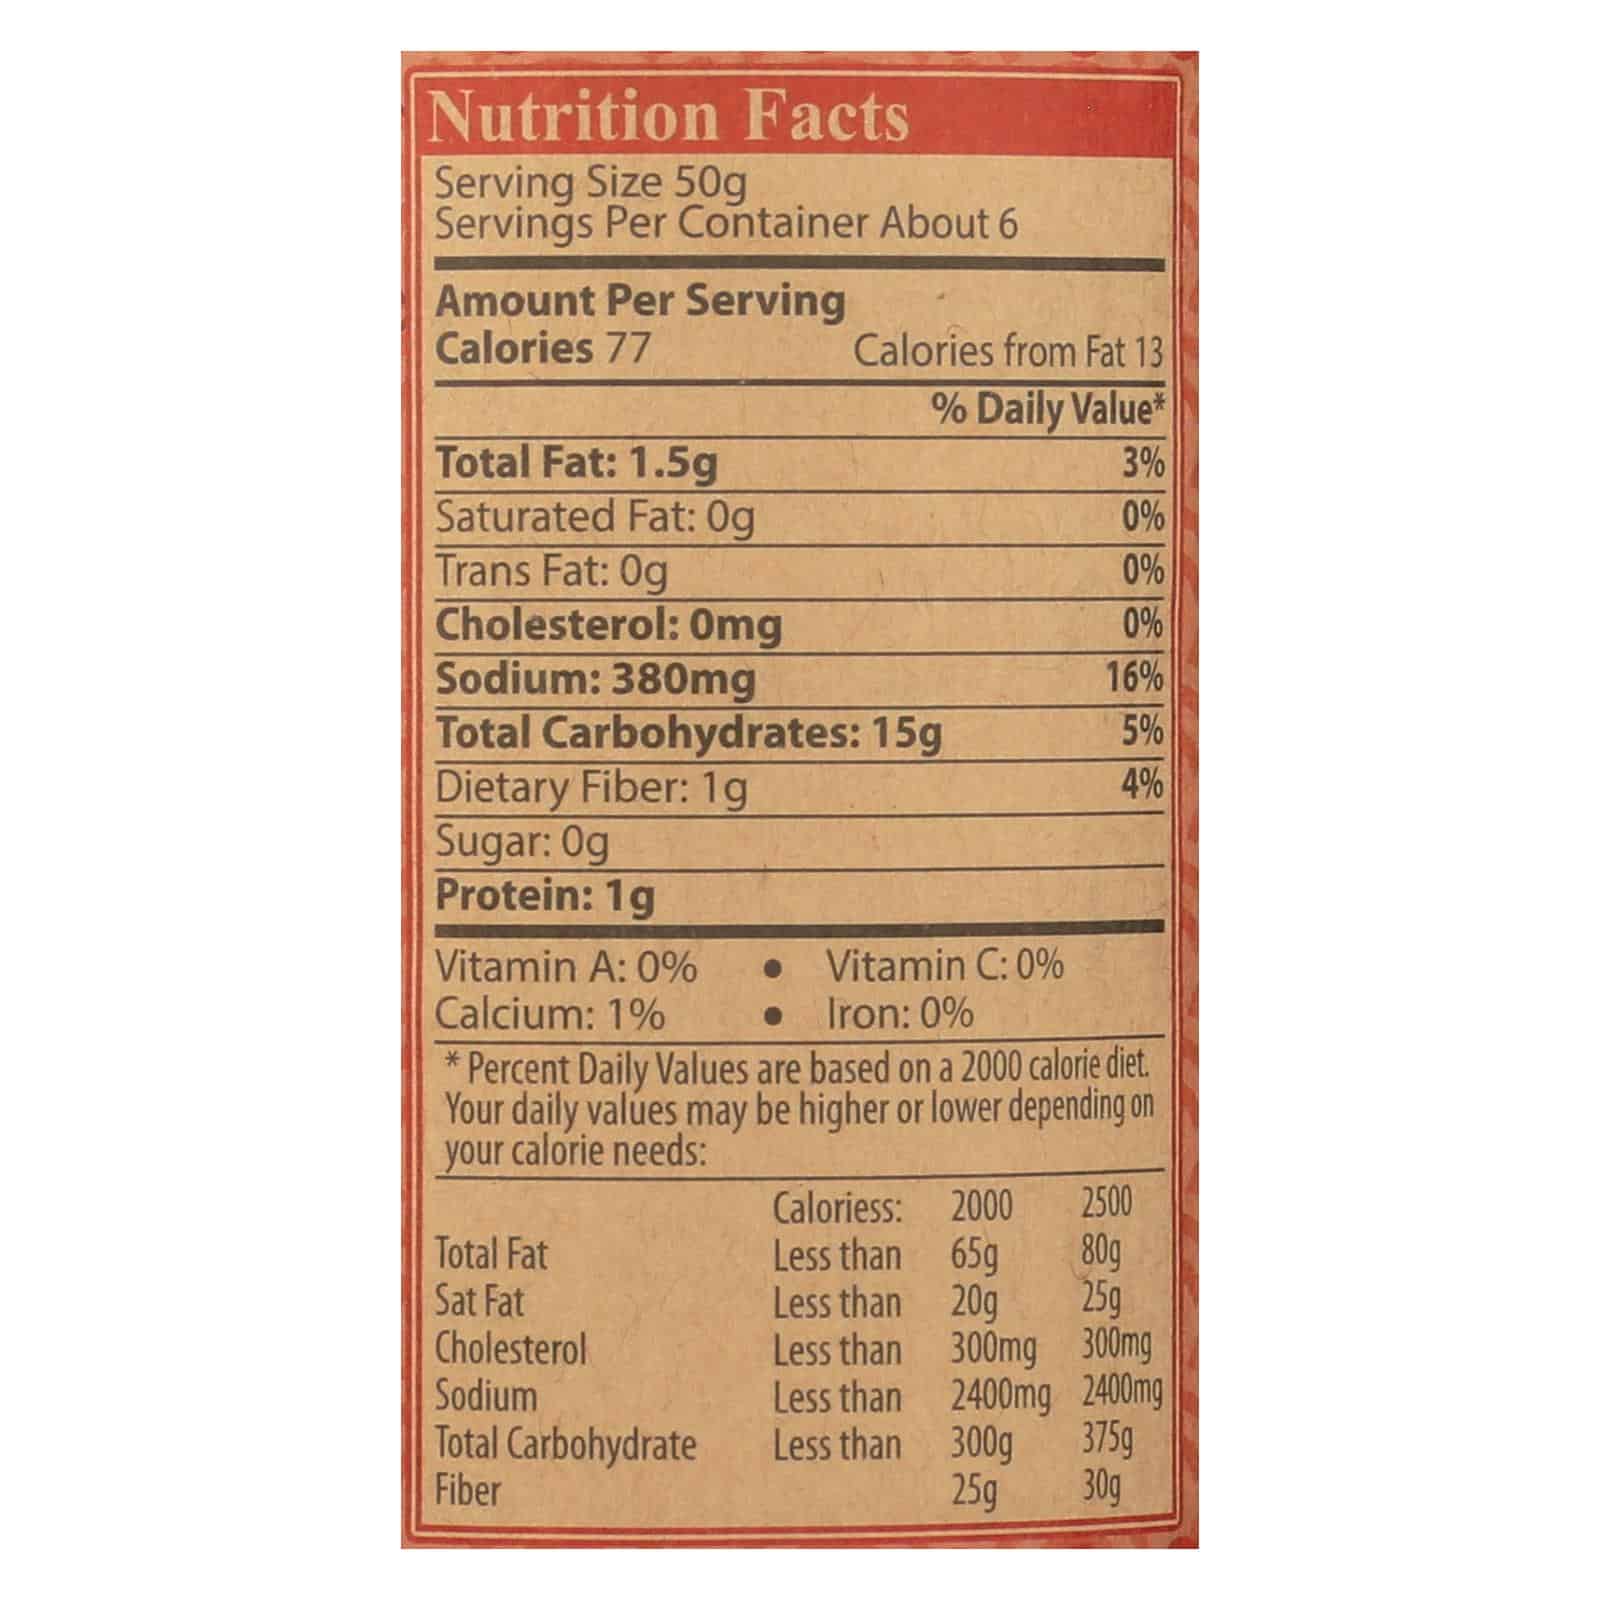 Nutrition Facts
Serving Size 50g
Servings Per Container About 6
Amount Per Serving
Calories 77 Calories from Fat 13
% Daily Value*
Total Fat: 1.5g 3%
Saturated Fat: 0g 0%
Trans Fat: 0g 0%
Cholesterol: 0mg 0%
Sodium: 380mg 16%
Total Carbohydrates: 15g 5%
Dietary Fiber: 1g 4%
Sugar: 0g
Protein: 1g
Vitamin A: 0% • Vitamin C: 0%
Calcium: 1% • Iron: 0%
* Percent Daily Values are based on a 2000 calorie diet.
Your daily values may be higher or lower depending on
your calorie needs:
Caloriess: 2000 2500
Total Fat Less than 65g 80g
Sat Fat Less than 20g 25g
Cholesterol Less than 300mg 300mg
Sodium Less than 2400mg 2400mg
Total Carbohydrate Less than 300g 375g
Fiber 25g 30g